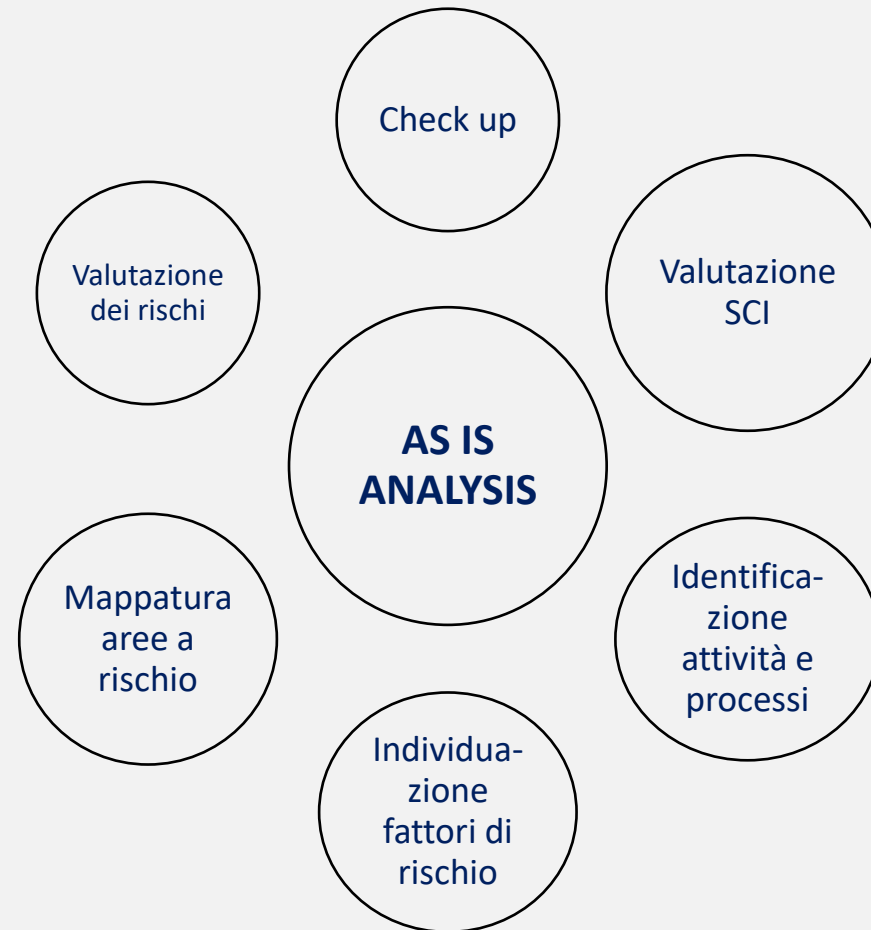 Check up
Valutazione
SCI
Valutazione
dei rischi
AS IS
ANALYSIS
Identifica-
zione
attività e
processi
Mappatura
aree a
rischio
Individua-
zione
fattori di
rischio